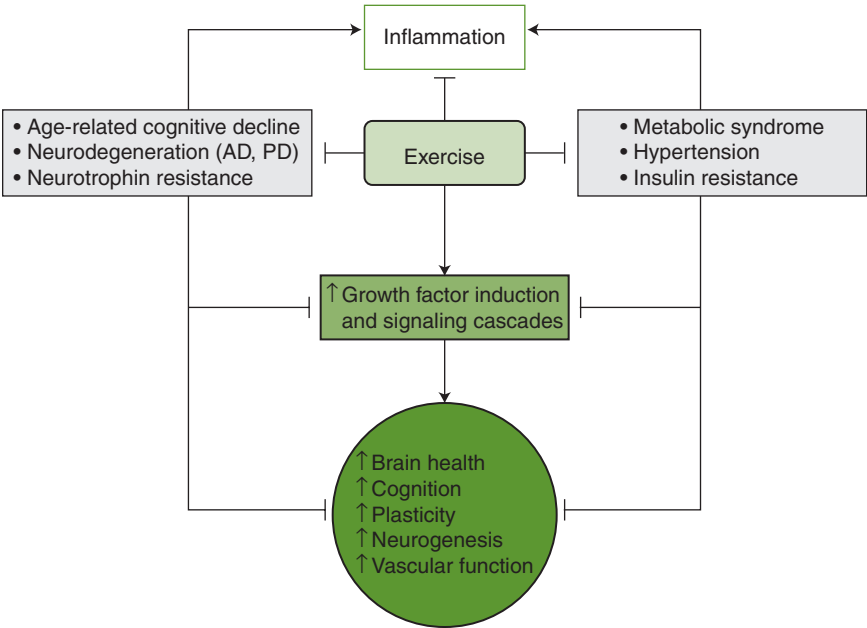 Inflammation
• Age-related cognitive decline
• Neurodegeneration (AD, PD)
• Neurotrophin resistance
Exercise
• Metabolic syndrome
• Hypertension
• Insulin resistance
↑ Growth factor induction
and signaling cascades
↑ Brain health
↑ Cognition
↑ Plasticity
↑ Neurogenesis
↑ Vascular function